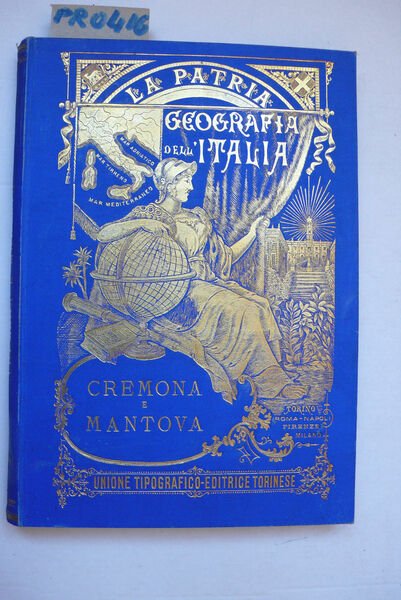 PRO416
LA PATRIA
GEOGRAFIA
DELL'ITALIA
MAR ADRIATICO
MAR TIRRENO
MAR MEDITERRANEO
CREMONA
E
MANTOVA
TORINO
ROMA-NAPOLI
FIRENZE
MILANO
UNIONE TIPOGRAFICO-EDITRICE TORINESE